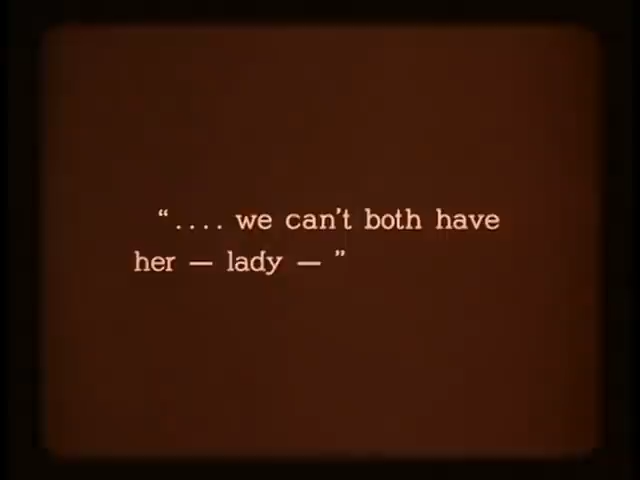 “.... we can't both have
her — lady — ”